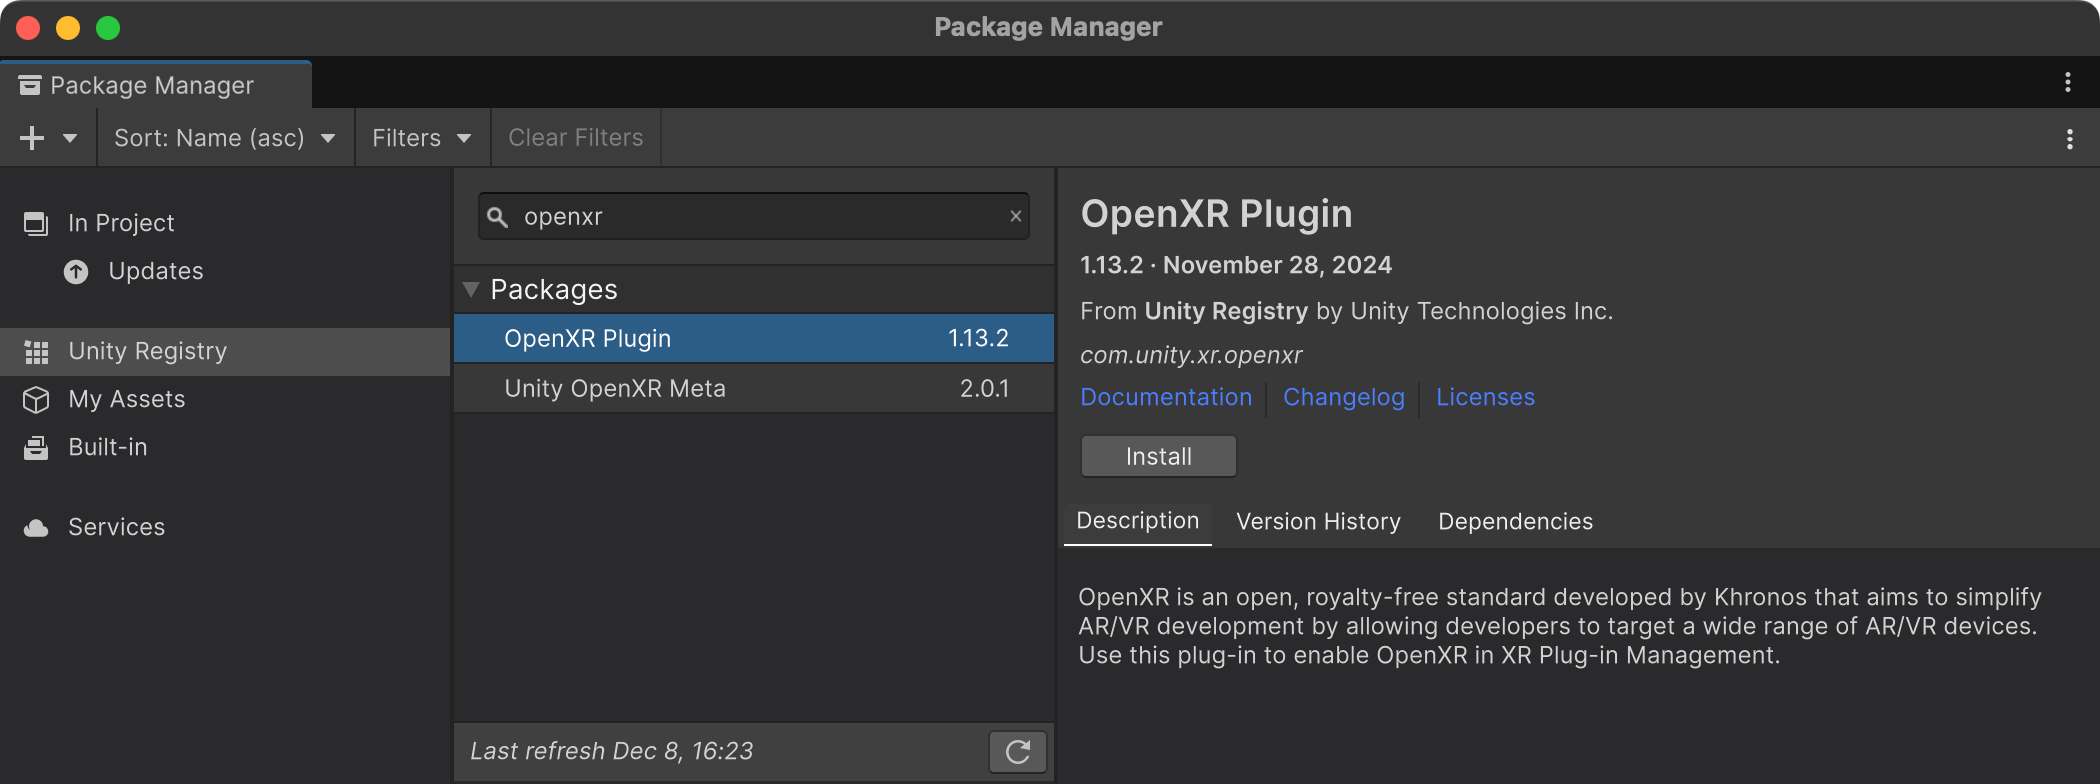 Package Manager
Package Manager
Sort: Name (asc)
Filters
Clear Filters
In Project
Updates
Unity Registry
My Assets
Built-in
Services
openxr
Packages
OpenXR Plugin 1.13.2
Unity OpenXR Meta 2.0.1
Last refresh Dec 8, 16:23
OpenXR Plugin
1.13.2 · November 28, 2024
From Unity Registry by Unity Technologies Inc.
com.unity.xr.openxr
Documentation Changelog Licenses
Install
Description Version History Dependencies
OpenXR is an open, royalty-free standard developed by Khronos that aims to simplify
AR/VR development by allowing developers to target a wide range of AR/VR devices.
Use this plug-in to enable OpenXR in XR Plug-in Management.